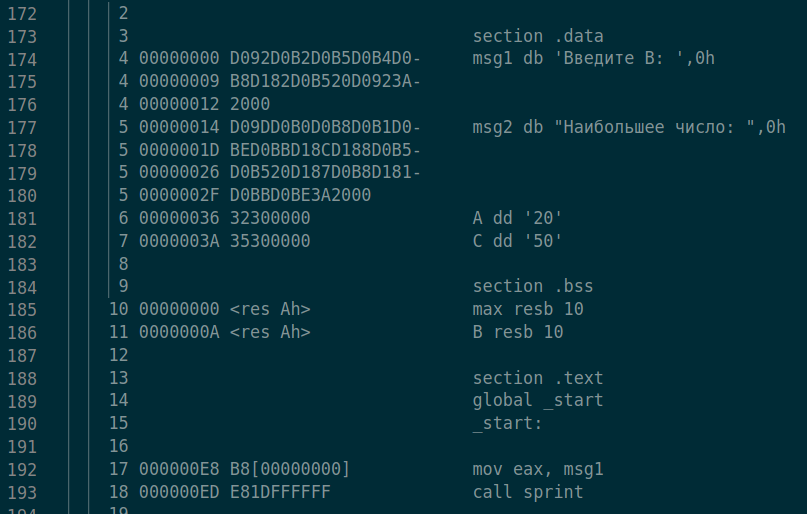 172 2
173 3 section .data
174 4 00000000 D092D0B2D0B5D0B4D0- msg1 db 'Введите B: ',0h
175 4 00000009 B8D182D0B520D0923A-
176 4 00000012 2000
177 5 00000014 D09DD0B0D0B8D0B1D0- msg2 db "Наибольшее число: ",0h
178 5 0000001D BED0BBD18CD188D0B5-
179 5 00000026 D0B520D187D0B8D181-
180 5 0000002F D0BBD0BE3A2000
181 6 00000036 32300000 A dd '20'
182 7 0000003A 35300000 C dd '50'
183 8
184 9 section .bss
185 10 00000000 <res Ah> max resb 10
186 11 0000000A <res Ah> B resb 10
187 12
188 13 section .text
189 14 global _start
190 15 _start:
191 16
192 17 000000E8 B8[00000000] mov eax, msg1
193 18 000000ED E81DFFFFFF call sprint